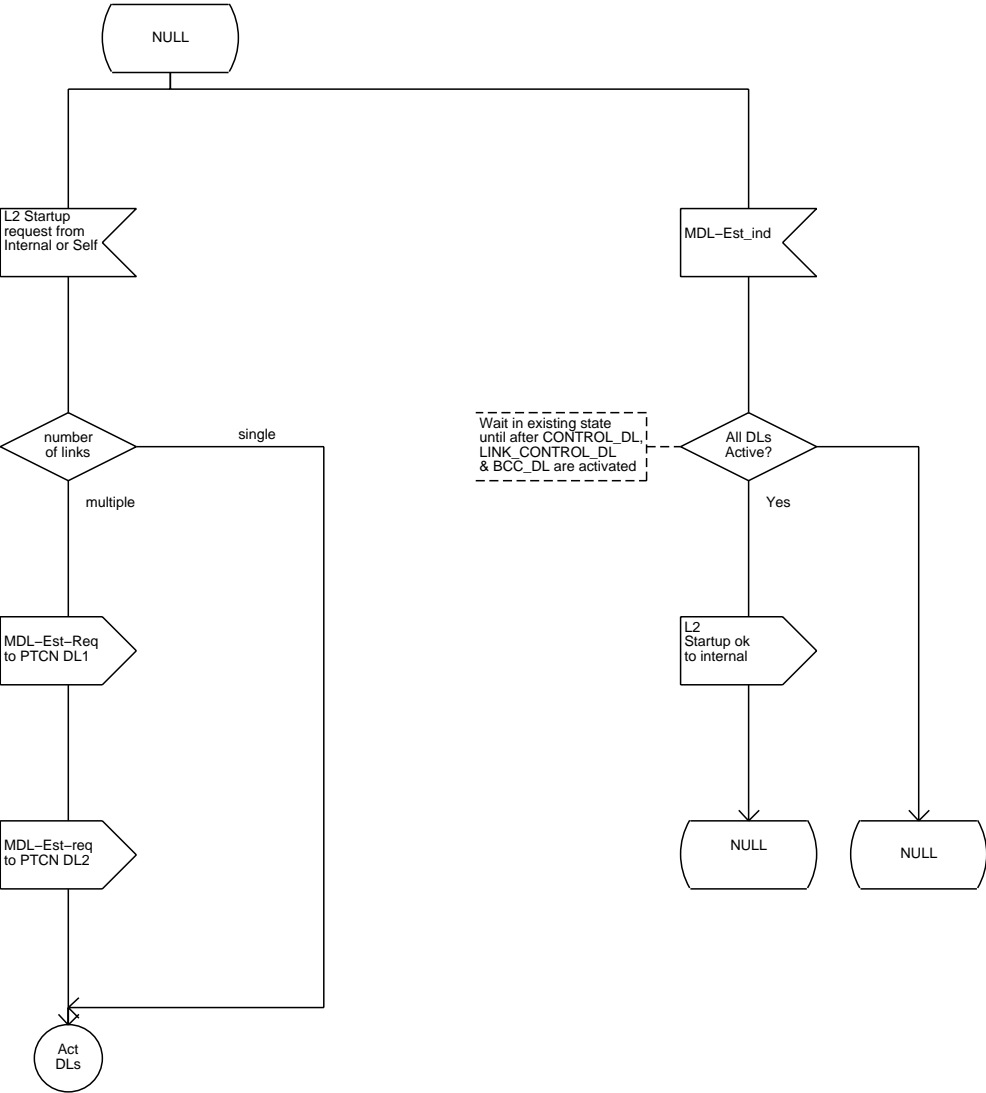 NULL
L2 Startup
request from
Internal or Self
MDL−Est_ind
number
of links
single
multiple
Wait in existing state
until after CONTROL_DL,
LINK_CONTROL_DL
& BCC_DL are activated
All DLs
Active?
Yes
MDL−Est−Req
to PTCN DL1
L2
Startup ok
to internal
MDL−Est−req
to PTCN DL2
NULL
NULL
Act
DLs